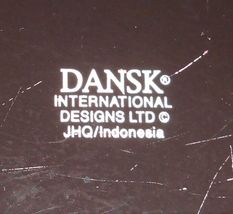 DANSK®
INTERNATIONAL
DESIGNS LTD ©
JHQ/Indonesia